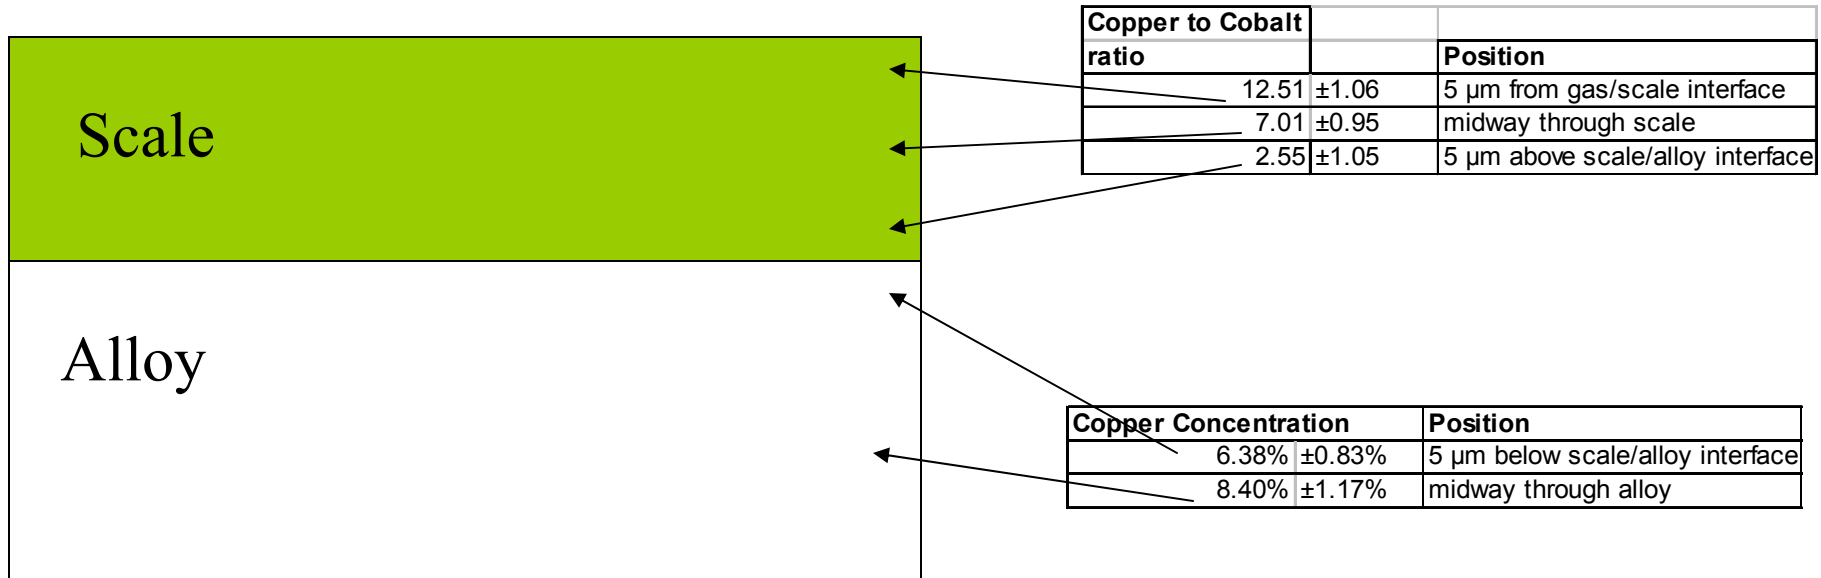 Copper to Cobalt
ratio Position
12.51 ±1.06 5 µm from gas/scale interface
7.01 ±0.95 midway through scale
2.55 ±1.05 5 µm above scale/alloy interface
Scale
Alloy
Copper Concentration Position
6.38% ±0.83% 5 µm below scale/alloy interface
8.40% ±1.17% midway through alloy